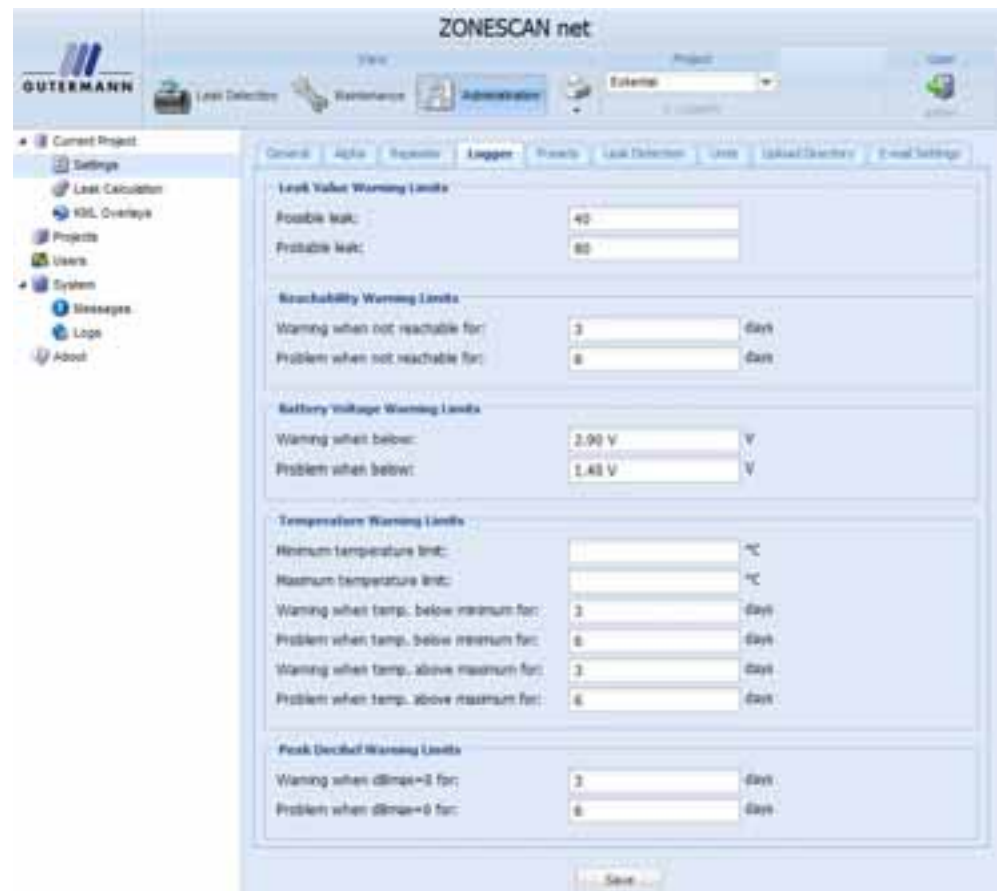 ZONESCAN net
GUTERMANN
View
Project
User
Leak Detection
Maintenance
Administration
External
Current Project
Settings
Leak Calculation
KML Overlays
Projects
Users
System
Messages
Logs
About
General
Alpha
Repeater
Logger
Presets
Leak Detection
Units
Upload Directory
E-mail Settings
Leak Value Warning Limits
Possible leak: 40
Probable leak: 80
Reachability Warning Limits
Warning when not reachable for: 3 days
Problem when not reachable for: 6 days
Battery Voltage Warning Limits
Warning when below: 2.90 V V
Problem when below: 1.40 V V
Temperature Warning Limits
Minimum temperature limit: °C
Maximum temperature limit: °C
Warning when temp. below minimum for: 3 days
Problem when temp. below minimum for: 6 days
Warning when temp. above maximum for: 3 days
Problem when temp. above maximum for: 6 days
Peak Decibel Warning Limits
Warning when dBmax=0 for: 3 days
Problem when dBmax=0 for: 6 days
Save